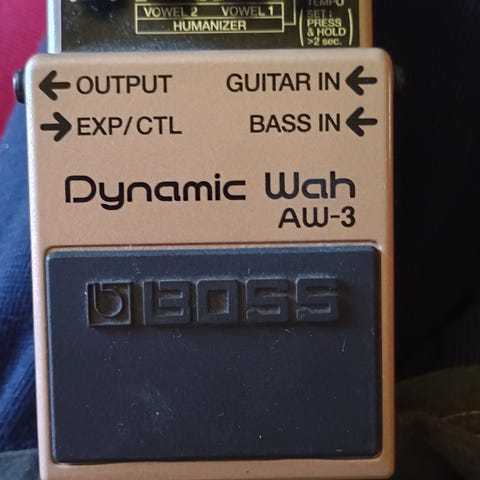 TEMPO
VOWEL 2 VOWEL 1
SET
PRESS
& HOLD
>2 sec.
HUMANIZER
← OUTPUT
GUITAR IN ←
→ EXP/CTL
BASS IN ←
Dynamic Wah
AW-3
BOSS